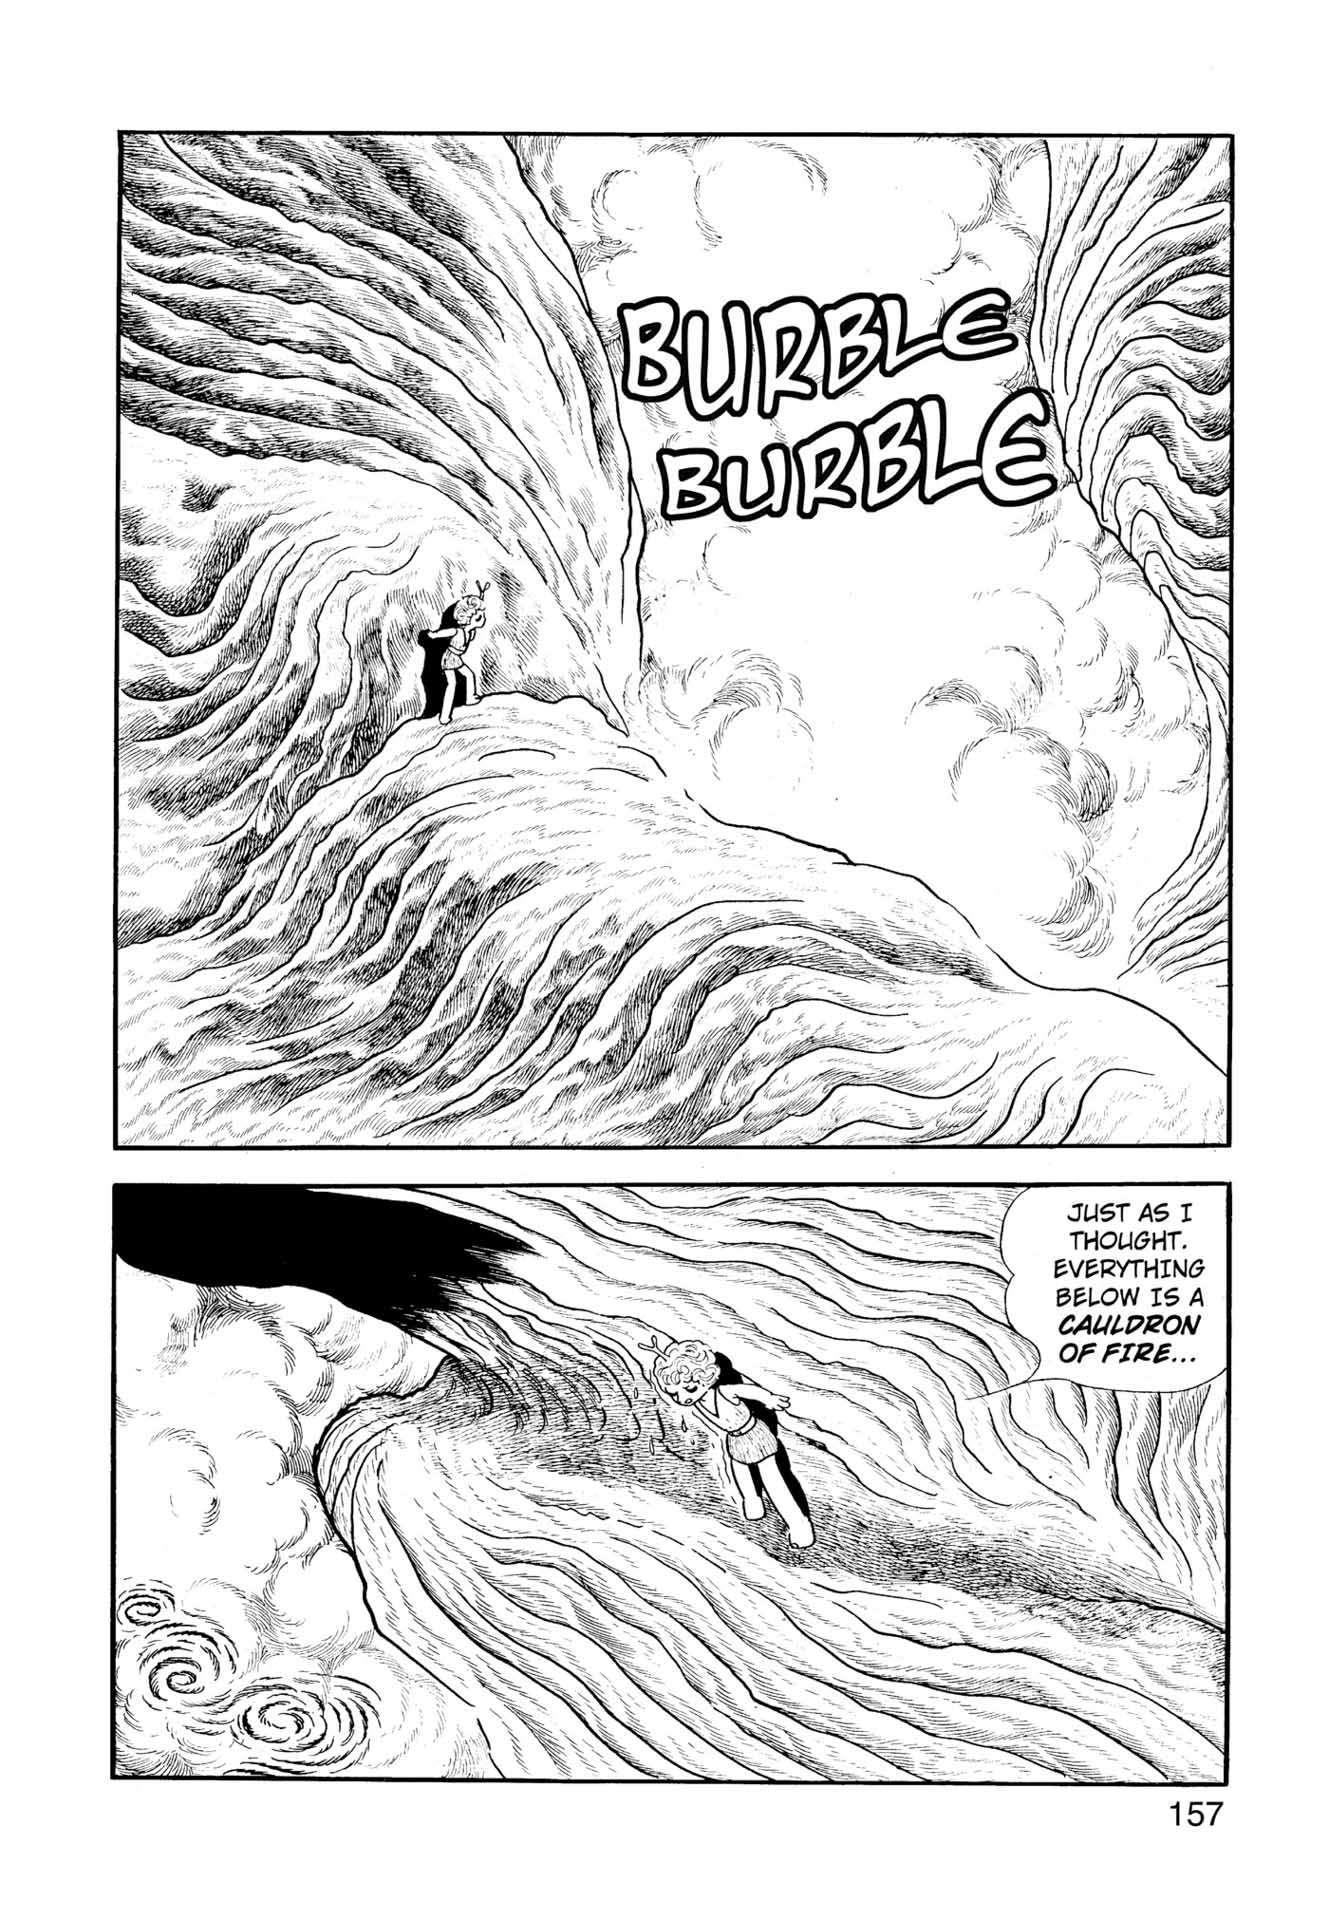 BURBLE
BURBLE
JUST AS I
THOUGHT.
EVERYTHING
BELOW IS A
CAULDRON
OF FIRE...
157